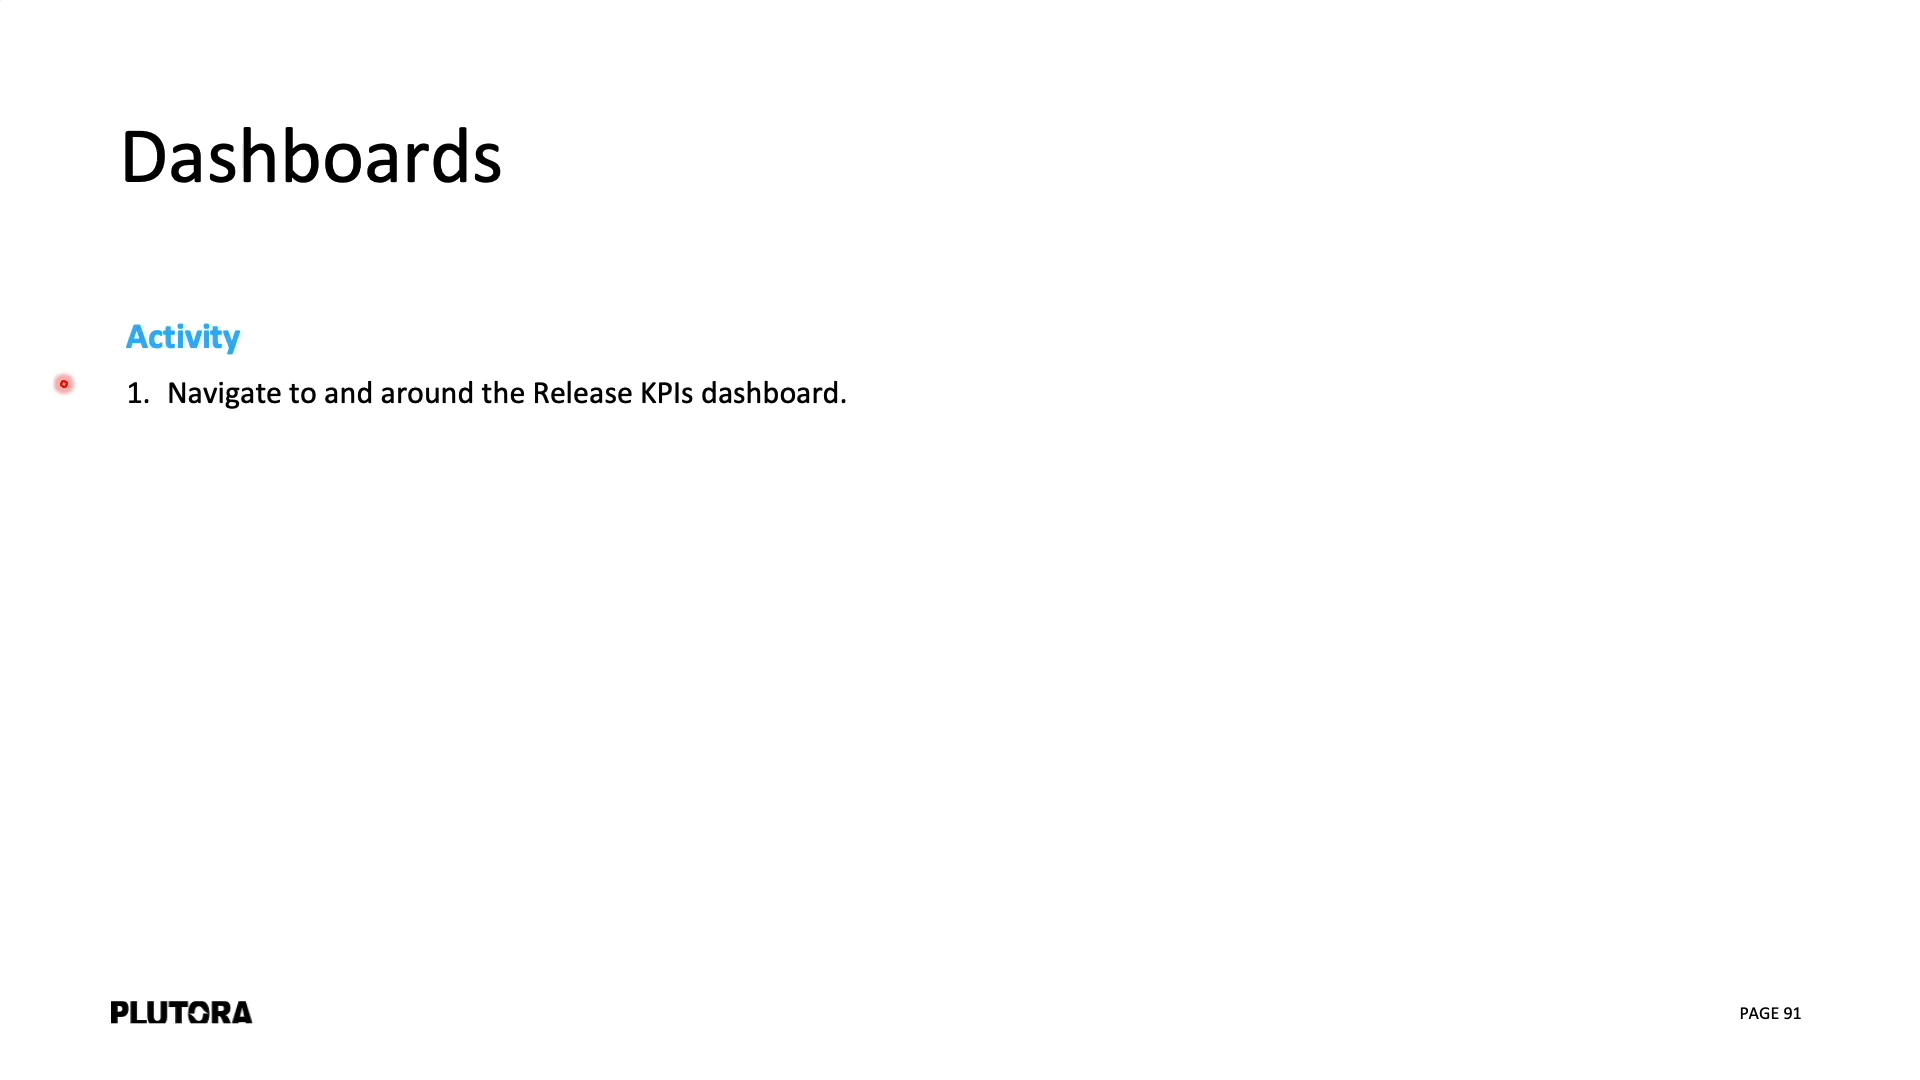 Dashboards
Activity
1. Navigate to and around the Release KPIs dashboard.
PLUTORA
PAGE 91